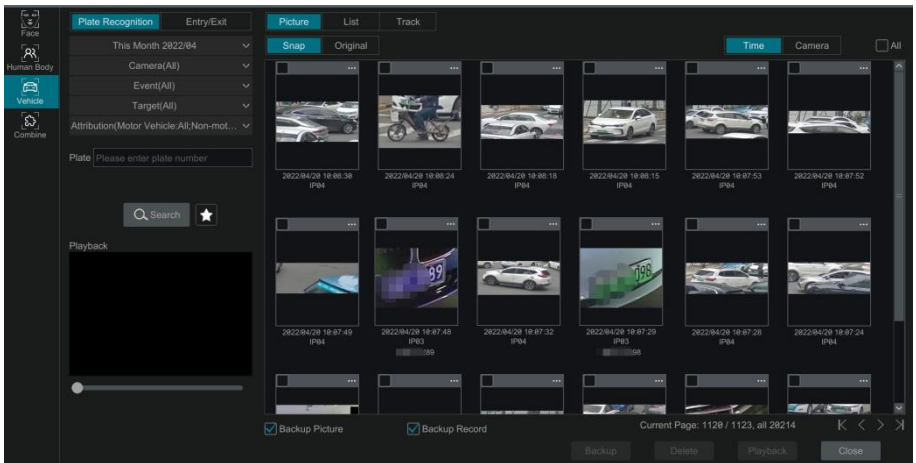 Face
Human Body
Vehicle
Combine
Plate Recognition Entry/Exit
This Month 2022/04
Camera(All)
Event(All)
Target(All)
Attribution(Motor Vehicle:All;Non-mot...
Plate Please enter plate number
Search
Playback
Picture List Track
Snap Original Time Camera All
2022/04/20 10:08:30 2022/04/20 10:08:24 2022/04/20 10:08:18 2022/04/20 10:08:15 2022/04/20 10:07:53 2022/04/20 10:07:52
IP04 IP04 IP04 IP04 IP04 IP04
89 098
2022/04/20 10:07:49 2022/04/20 10:07:48 2022/04/20 10:07:32 2022/04/20 10:07:29 2022/04/20 10:07:28 2022/04/20 10:07:24
IP04 IP03 IP04 IP03 IP04 IP04
89 98
Backup Picture Backup Record Current Page: 1120 / 1123, all 20214
Backup Delete Playback Close